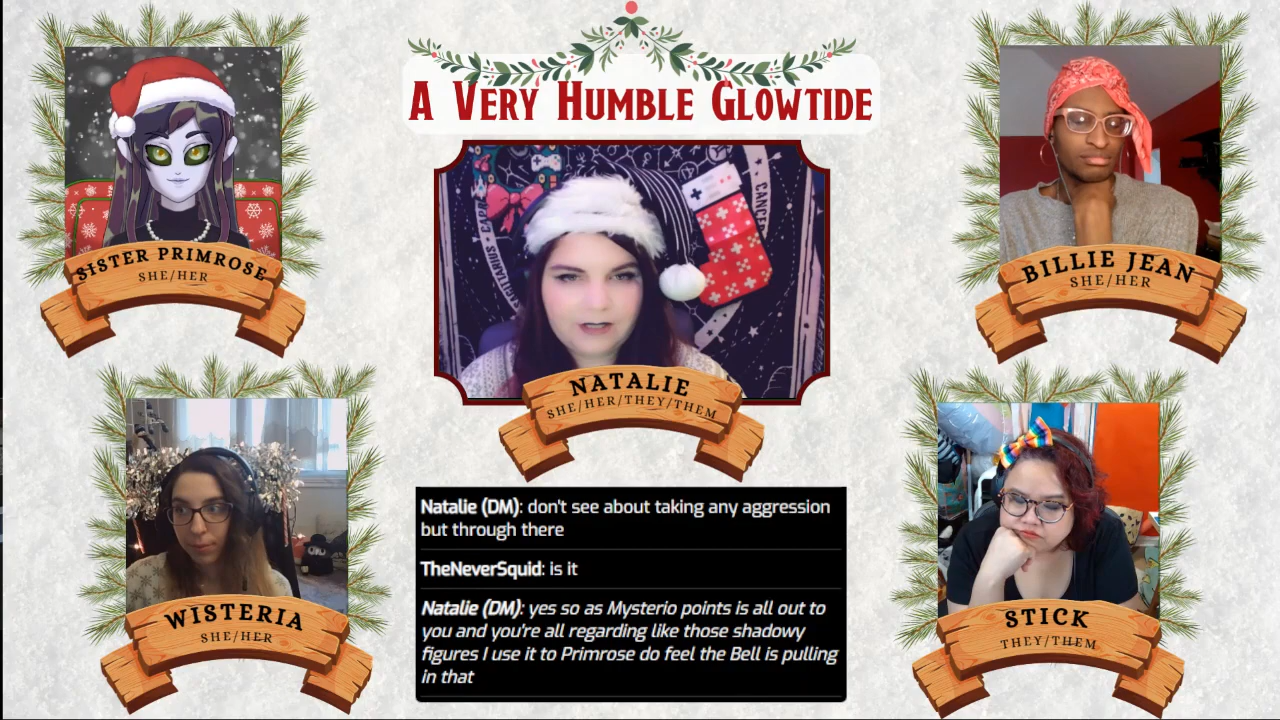 A Very Humble Glowtide
SISTER PRIMROSE
SHE/HER
BILLIE JEAN
SHE/HER
CANCER
NATALIE
SHE/HER/THEY/THEM
WISTERIA
SHE/HER
STICK
THEY/THEM
Natalie (DM): don't see about taking any aggression
but through there
TheNeverSquid: is it
Natalie (DM): yes so as Mysterio points is all out to
you and you're all regarding like those shadowy
figures I use it to Primrose do feel the Bell is pulling
in that